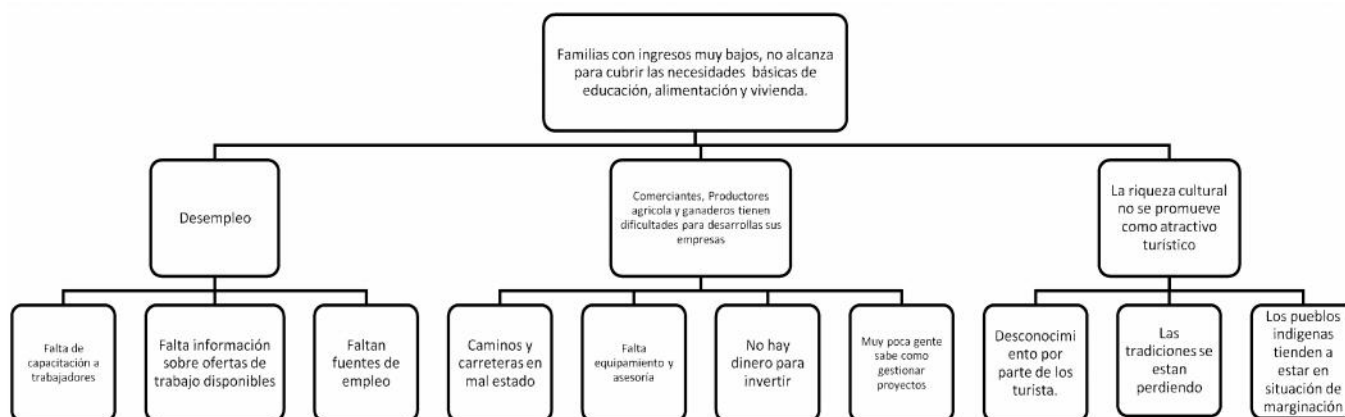 Familias con ingresos muy bajos, no alcanza
para cubrir las necesidades básicas de
educación, alimentación y vivienda.
Desempleo
Comerciantes, Productores
agricola y ganaderos tienen
dificultades para desarrollas sus
empresas
La riqueza cultural
no se promueve
como atractivo
turístico
Falta de
capacitación a
trabajadores
Falta información
sobre ofertas de
trabajo disponibles
Faltan
fuentes de
empleo
Caminos y
carreteras en
mal estado
Falta
equipamiento y
asesoría
No hay
dinero para
invertir
Muy poca gente
sabe como
gestionar
proyectos
Desconocimi
ento por
parte de los
turista.
Las
tradiciones se
estan
perdiendo
Los pueblos
indigenas
tienden a
estar en
situación de
marginación